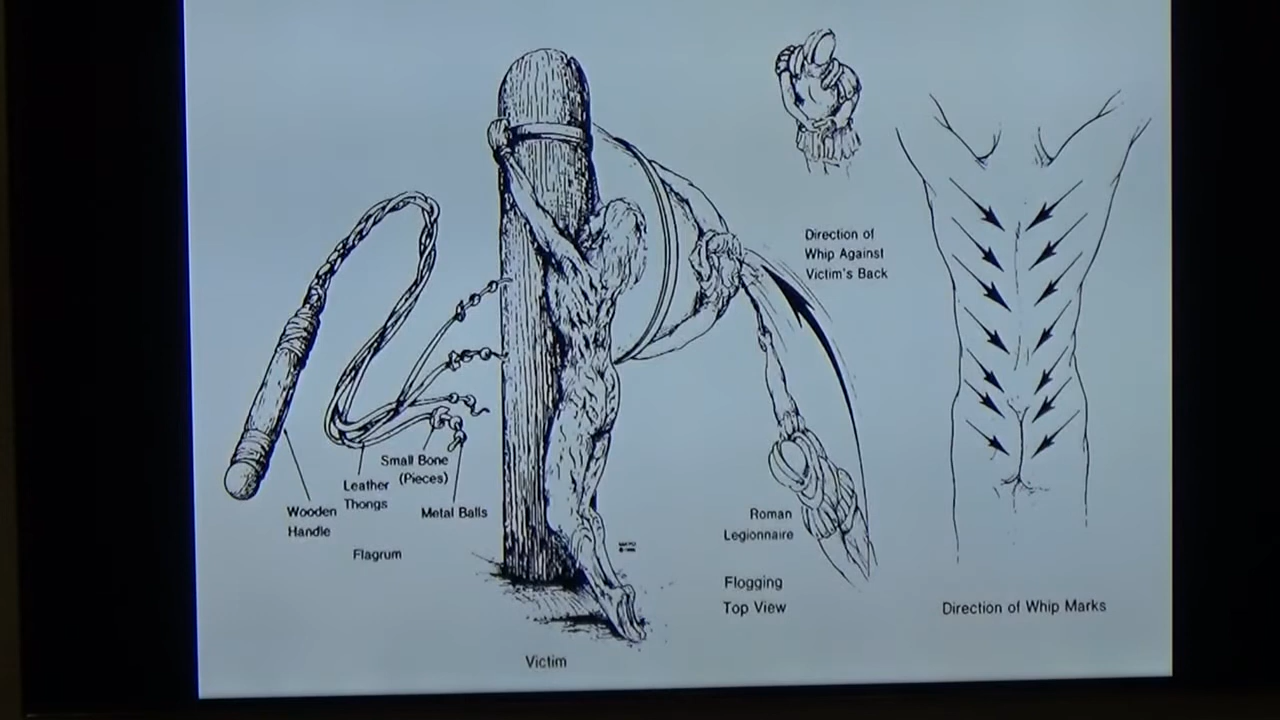 Direction of
Whip Against
Victim's Back
Small Bone
(Pieces)
Leather
Thongs
Metal Balls
Wooden
Handle
Flagrum
Roman
Legionnaire
Flogging
Top View
Direction of Whip Marks
Victim